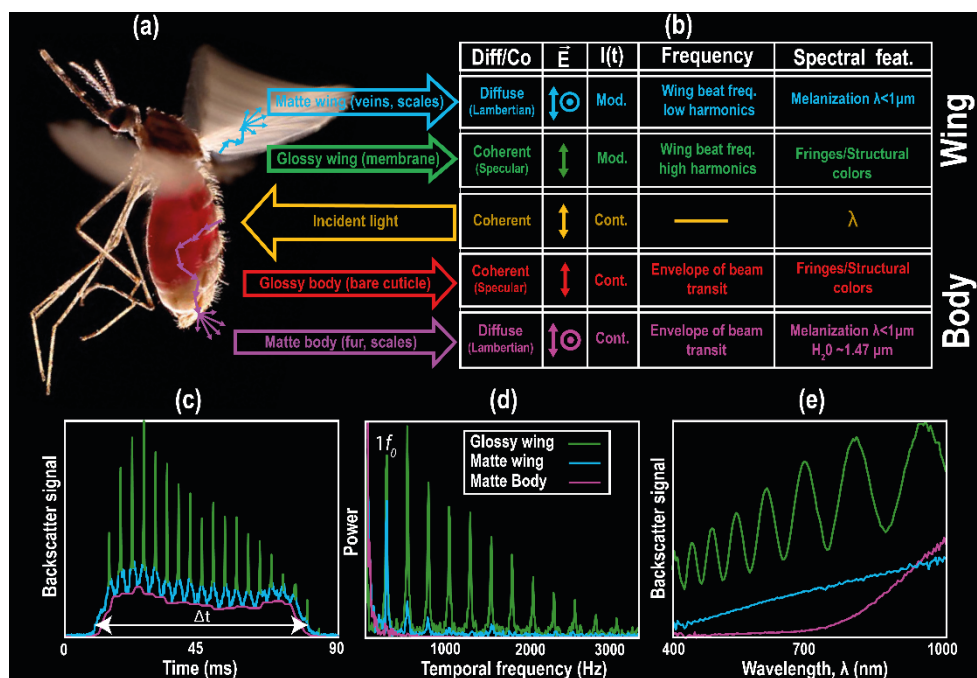 (a)
(b)
Diff/Co E I(t) Frequency Spectral feat.
Matte wing (veins, scales)
Diffuse
(Lambertian)
Mod.
Wing beat freq.
low harmonics
Melanization λ<1μm
Glossy wing (membrane)
Coherent
(Specular)
Mod.
Wing beat freq.
high harmonics
Fringes/Structural
colors
Incident light
Coherent
Cont.
λ
Glossy body (bare cuticle)
Coherent
(Specular)
Cont.
Envelope of beam
transit
Fringes/Structural
colors
Matte body (fur, scales)
Diffuse
(Lambertian)
Cont.
Envelope of beam
transit
Melanization λ<1μm
H₂0 ~1.47 μm
Wing
Body
(c)
Backscatter signal
Δt
0 45 90
Time (ms)
(d)
Power
1f₀
Glossy wing
Matte wing
Matte Body
1000 2000 3000
Temporal frequency (Hz)
(e)
Backscatter signal
400 700 1000
Wavelength, λ (nm)